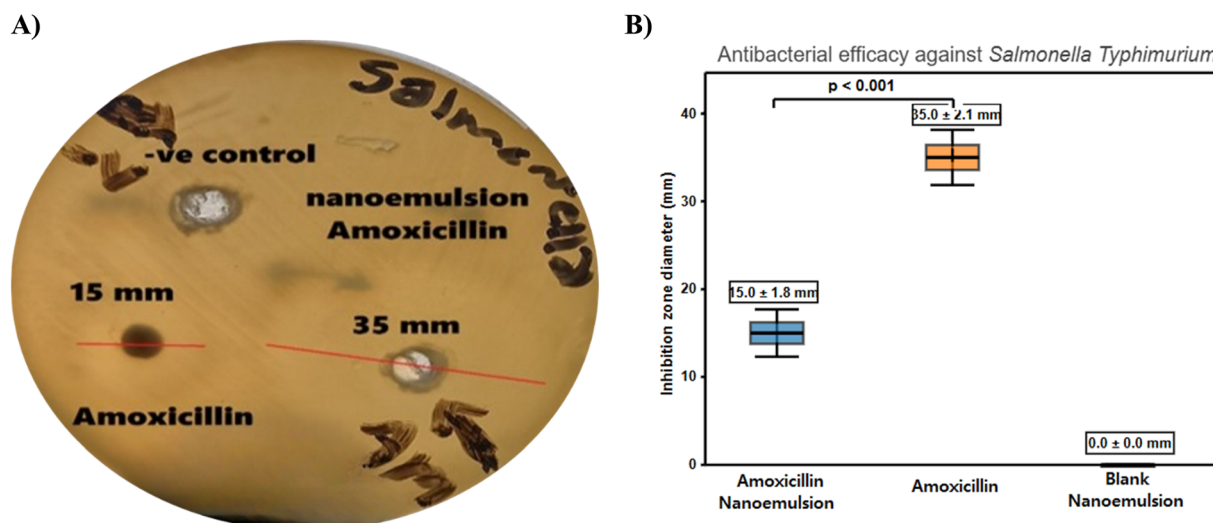 A)
Salmonella
-ve control
nanoemulsion
Amoxicillin
15 mm
35 mm
Amoxicillin
B)
Antibacterial efficacy against Salmonella Typhimurium
p < 0.001
35.0 ± 2.1 mm
15.0 ± 1.8 mm
0.0 ± 0.0 mm
Inhibition zone diameter (mm)
40
30
20
10
0
Amoxicillin
Nanoemulsion
Amoxicillin
Blank
Nanoemulsion